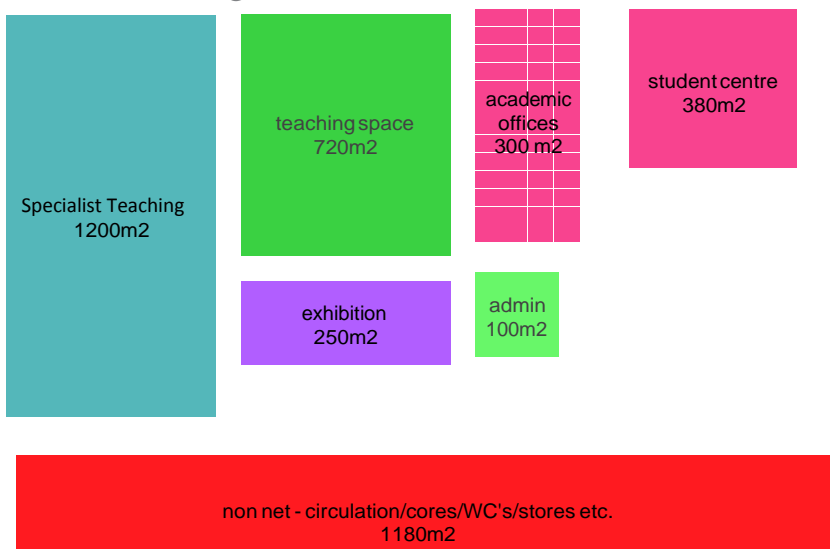 Specialist Teaching
1200m2
teaching space
720m2
academic
offices
300 m2
student centre
380m2
exhibition
250m2
admin
100m2
non net - circulation/cores/WC's/stores etc.
1180m2